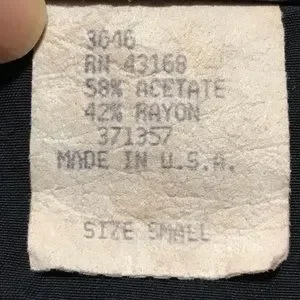 3646
RN 43168
58% ACETATE
42% RAYON
371357
MADE IN U.S.A.
SIZE SMALL